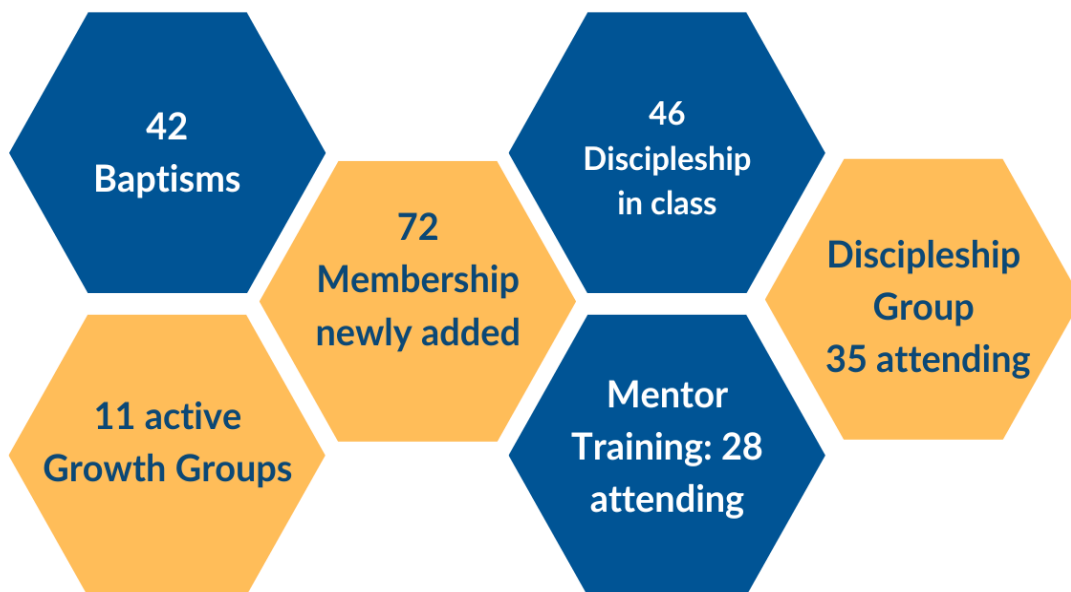 42
Baptisms
72
Membership
newly added
11 active
Growth Groups
46
Discipleship
in class
Mentor
Training: 28
attending
Discipleship
Group
35 attending